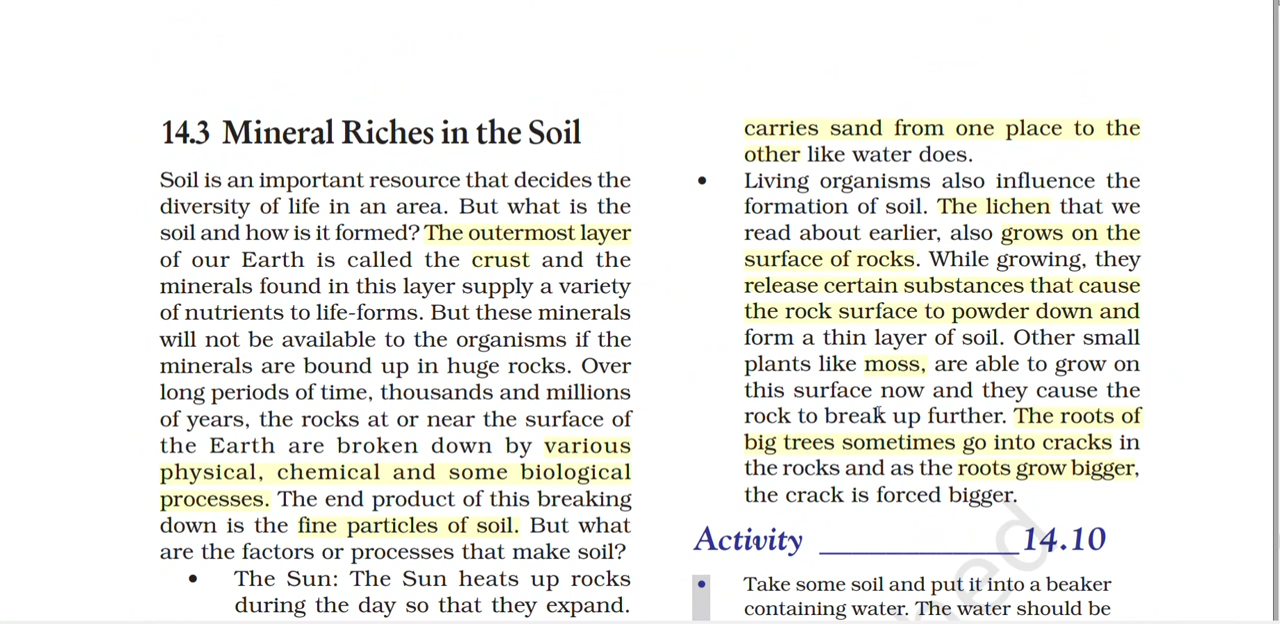 14.3 Mineral Riches in the Soil
Soil is an important resource that decides the
diversity of life in an area. But what is the
soil and how is it formed? The outermost layer
of our Earth is called the crust and the
minerals found in this layer supply a variety
of nutrients to life-forms. But these minerals
will not be available to the organisms if the
minerals are bound up in huge rocks. Over
long periods of time, thousands and millions
of years, the rocks at or near the surface of
the Earth are broken down by various
physical, chemical and some biological
processes. The end product of this breaking
down is the fine particles of soil. But what
are the factors or processes that make soil?
• The Sun: The Sun heats up rocks
during the day so that they expand.
carries sand from one place to the
other like water does.
• Living organisms also influence the
formation of soil. The lichen that we
read about earlier, also grows on the
surface of rocks. While growing, they
release certain substances that cause
the rock surface to powder down and
form a thin layer of soil. Other small
plants like moss, are able to grow on
this surface now and they cause the
rock to break up further. The roots of
big trees sometimes go into cracks in
the rocks and as the roots grow bigger,
the crack is forced bigger.
Activity ____________ 14.10
• Take some soil and put it into a beaker
containing water. The water should be